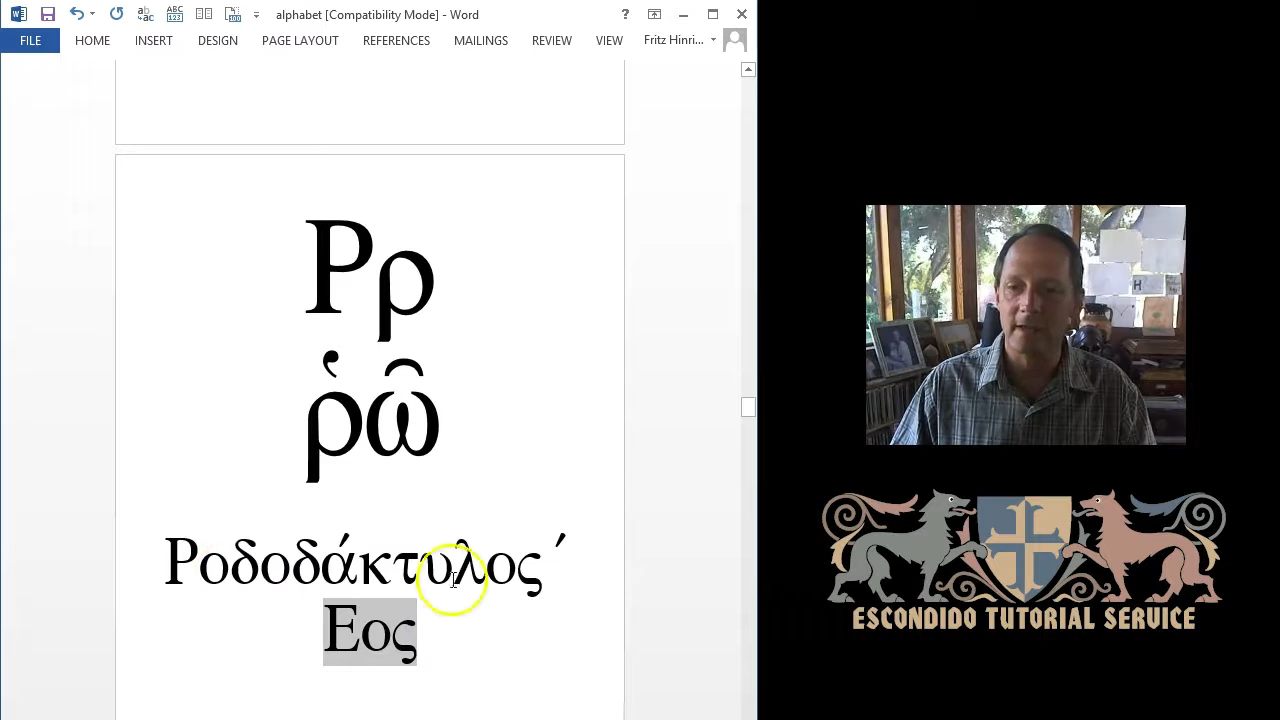 alphabet [Compatibility Mode] - Word
FILE HOME INSERT DESIGN PAGE LAYOUT REFERENCES MAILINGS REVIEW VIEW Fritz Hinri...
Ρρ
ῥῶ
Ροδοδάκτυλος ΄
Εος
ESCONDIDO TUTORIAL SERVICE